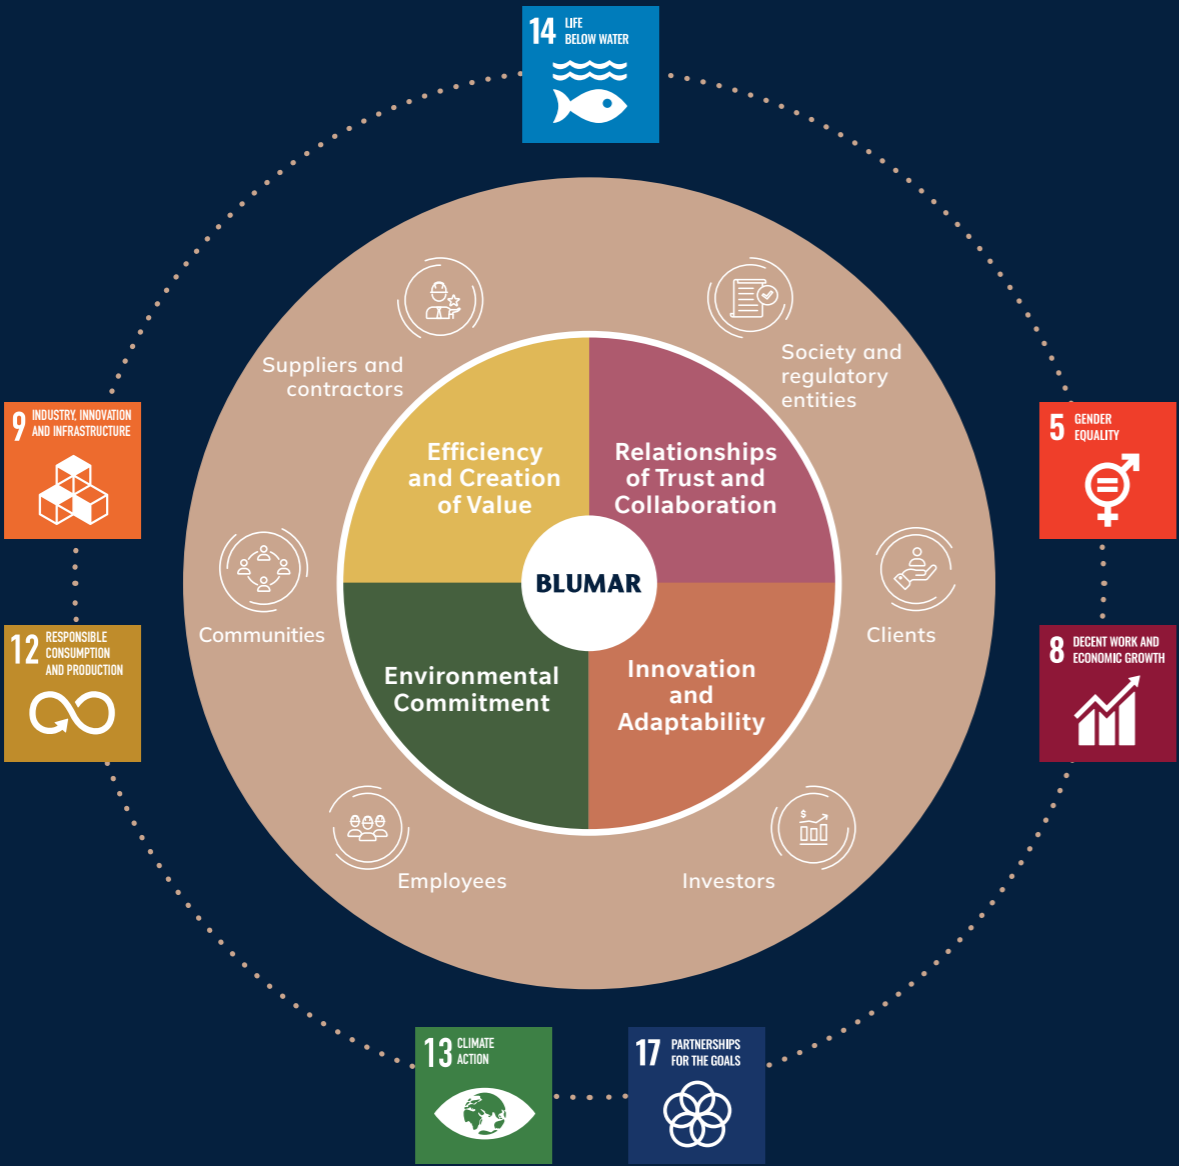 14 LIFE
BELOW WATER
Suppliers and
contractors
Society and
regulatory
entities
9 INDUSTRY, INNOVATION
AND INFRASTRUCTURE
5 GENDER
EQUALITY
Efficiency
and Creation
of Value
Relationships
of Trust and
Collaboration
BLUMAR
Communities
Clients
12 RESPONSIBLE
CONSUMPTION
AND PRODUCTION
8 DECENT WORK AND
ECONOMIC GROWTH
Environmental
Commitment
Innovation
and
Adaptability
$
Employees
Investors
13 CLIMATE
ACTION
17 PARTNERSHIPS
FOR THE GOALS